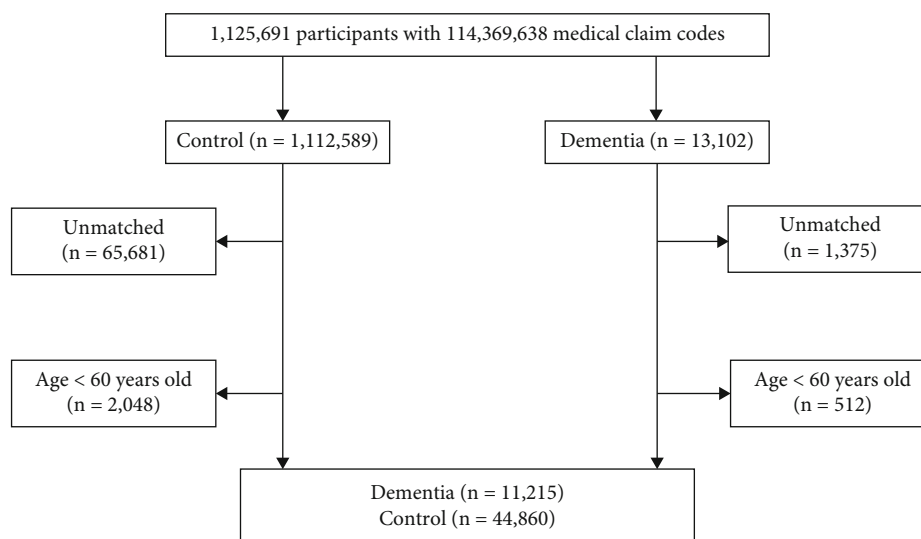 1,125,691 participants with 114,369,638 medical claim codes
Control (n = 1,112,589)
Dementia (n = 13,102)
Unmatched
(n = 65,681)
Unmatched
(n = 1,375)
Age < 60 years old
(n = 2,048)
Age < 60 years old
(n = 512)
Dementia (n = 11,215)
Control (n = 44,860)